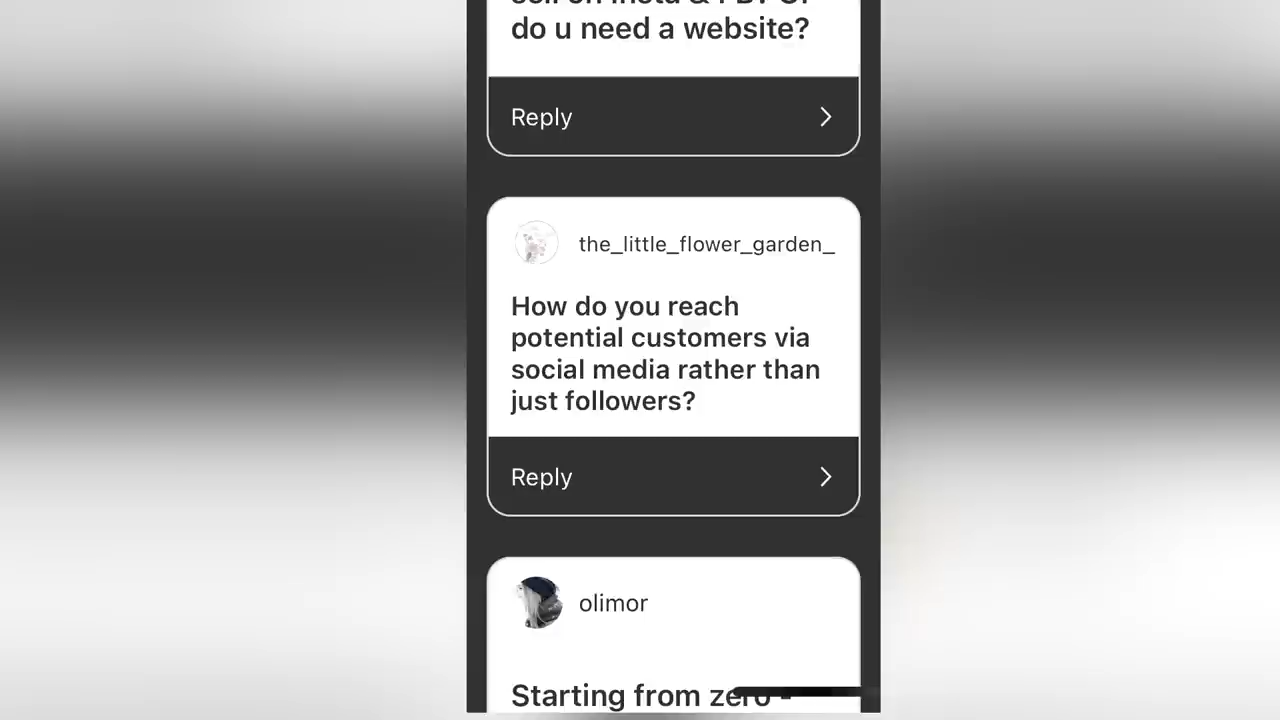 do u need a website?
Reply
the_little_flower_garden_
How do you reach
potential customers via
social media rather than
just followers?
Reply
olimor
Starting from zero -